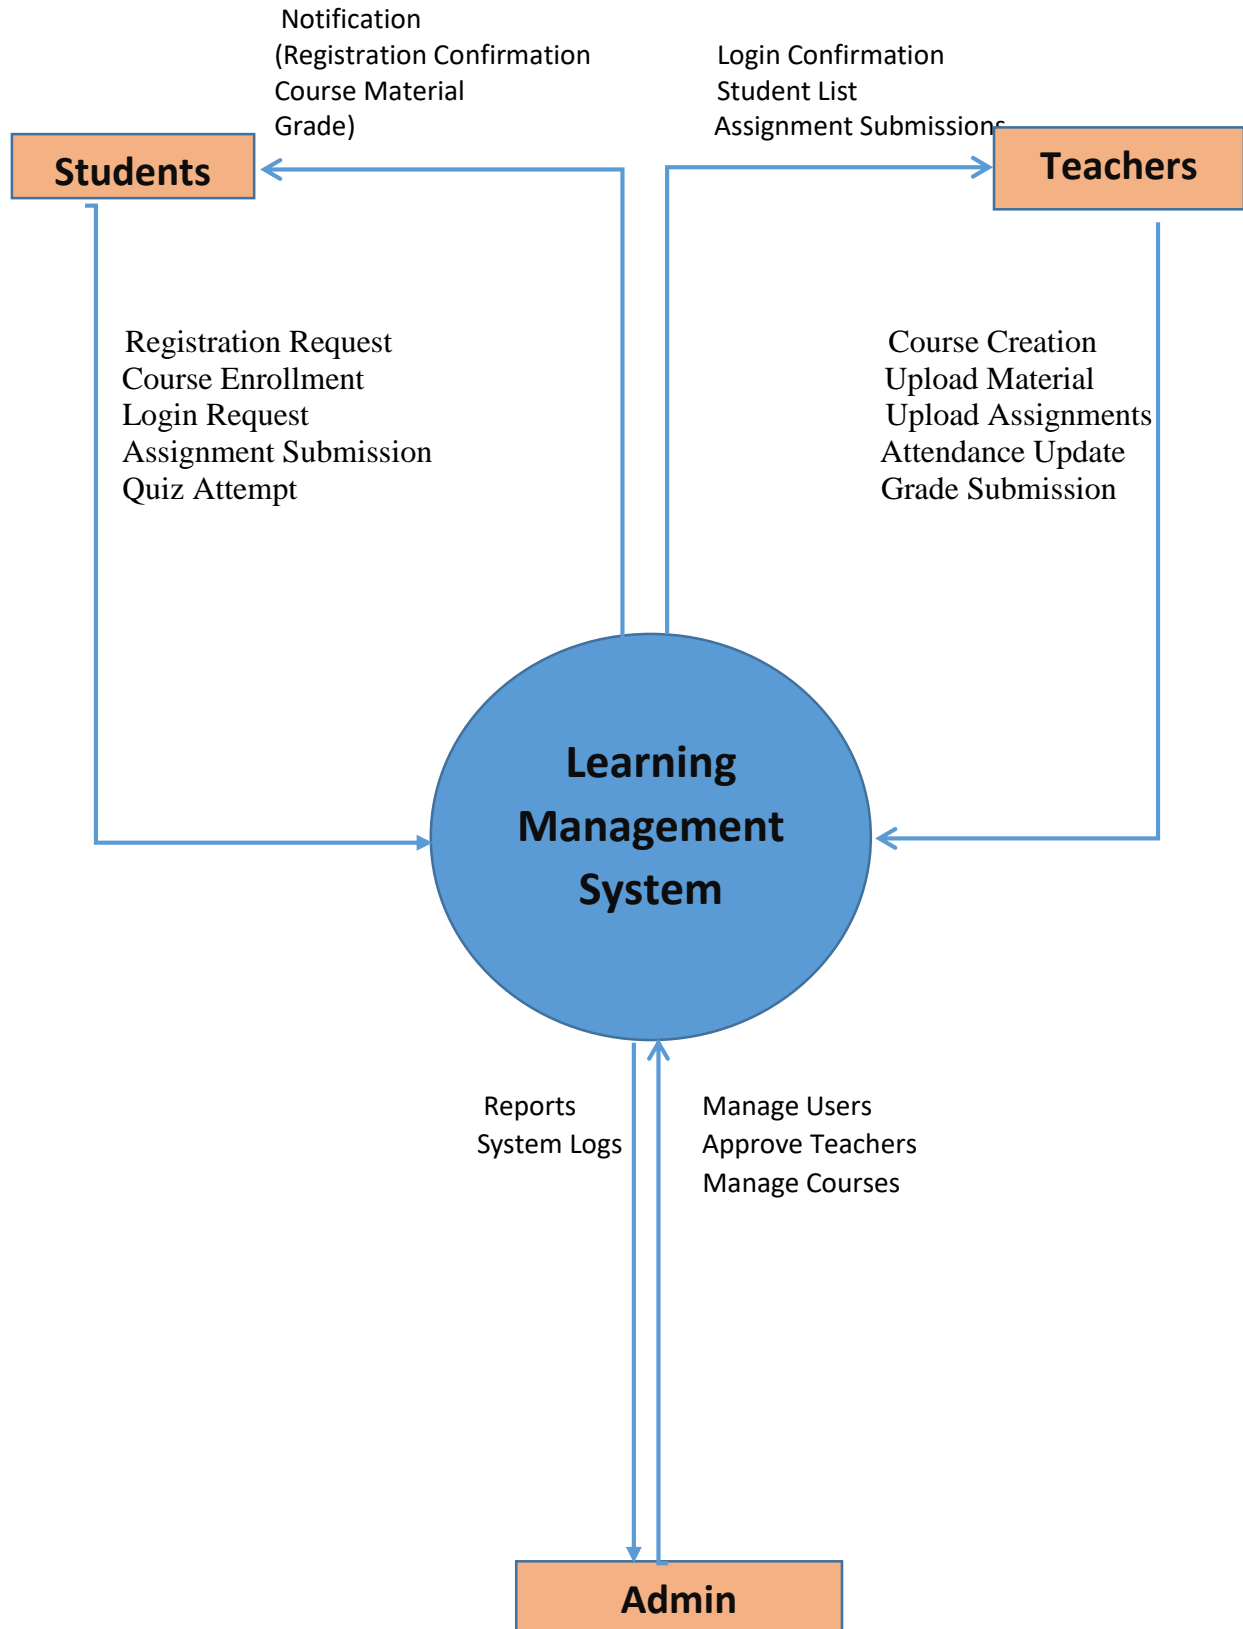 Notification
(Registration Confirmation
Course Material
Grade)
Login Confirmation
Student List
Assignment Submissions
Students
Teachers
Registration Request
Course Enrollment
Login Request
Assignment Submission
Quiz Attempt
Course Creation
Upload Material
Upload Assignments
Attendance Update
Grade Submission
Learning
Management
System
Reports
System Logs
Manage Users
Approve Teachers
Manage Courses
Admin